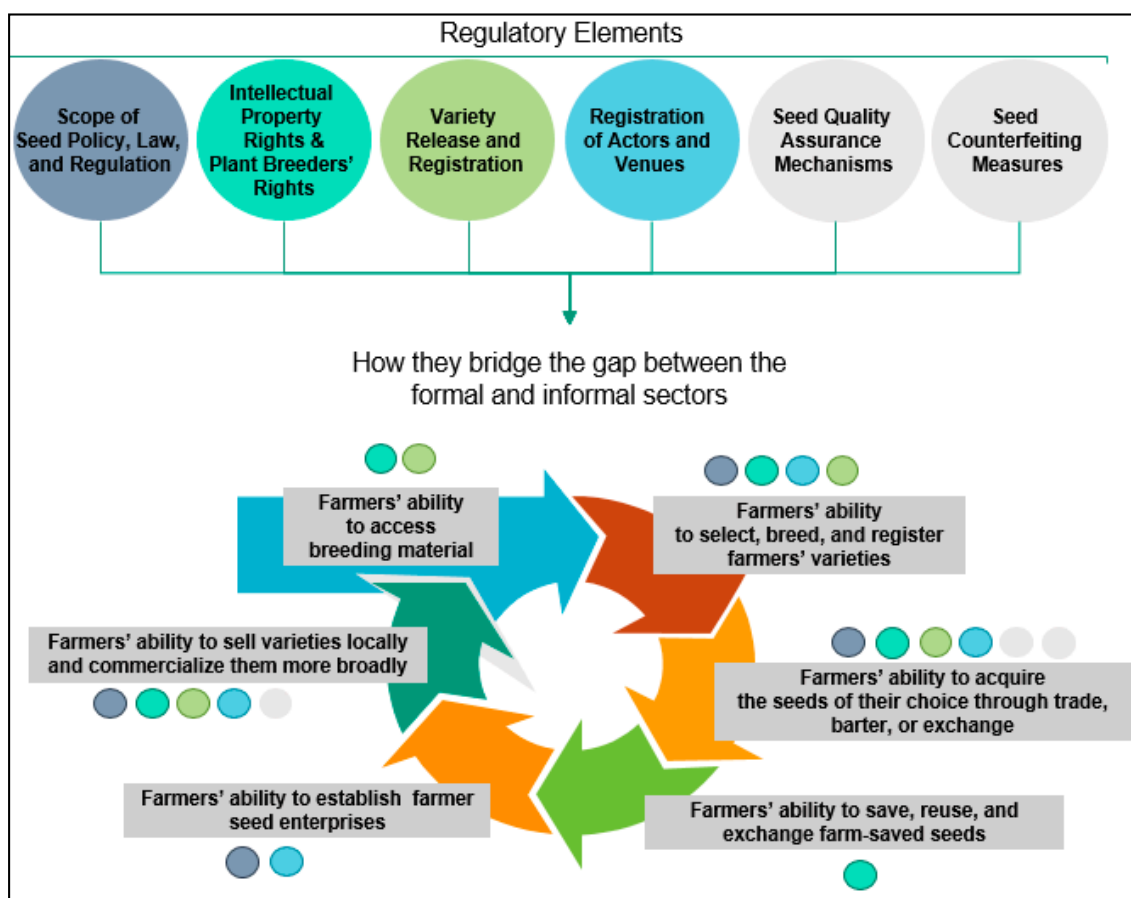 Regulatory Elements
Scope of
Seed Policy, Law,
and Regulation
Intellectual
Property
Rights &
Plant Breeders’
Rights
Variety
Release and
Registration
Registration
of Actors and
Venues
Seed Quality
Assurance
Mechanisms
Seed
Counterfeiting
Measures
How they bridge the gap between the
formal and informal sectors
Farmers’ ability
to access
breeding material
Farmers’ ability
to select, breed, and register
farmers’ varieties
Farmers’ ability to sell varieties locally
and commercialize them more broadly
Farmers’ ability to acquire
the seeds of their choice through trade,
barter, or exchange
Farmers’ ability to establish farmer
seed enterprises
Farmers’ ability to save, reuse, and
exchange farm-saved seeds